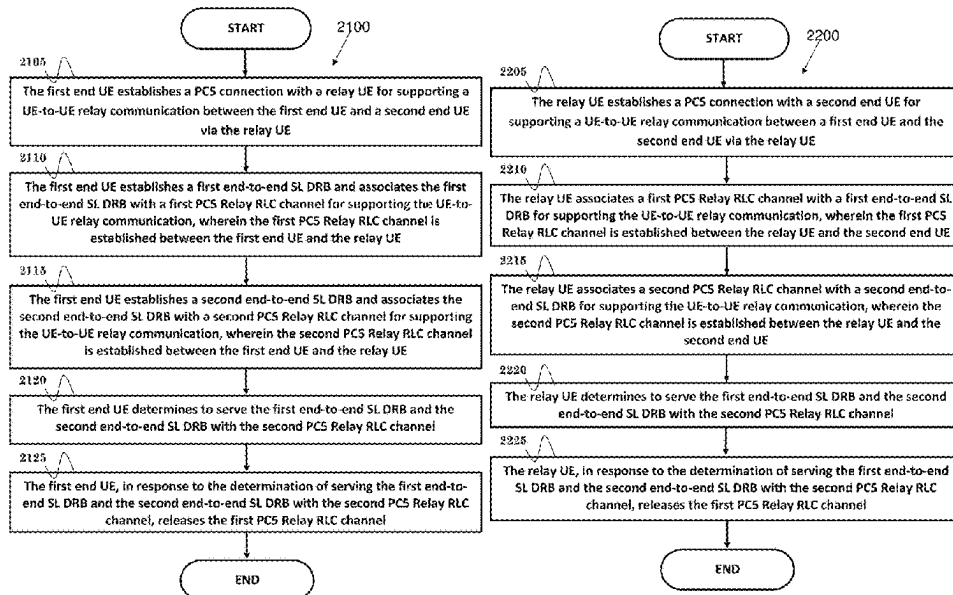 START
2100
2105
The first end UE establishes a PC5 connection with a relay UE for supporting a
UE-to-UE relay communication between the first end UE and a second end UE
via the relay UE
2110
The first end UE establishes a first end-to-end SL DRB and associates the first
end-to-end SL DRB with a first PC5 Relay RLC channel for supporting the UE-to-
UE relay communication, wherein the first PC5 Relay RLC channel is
established between the first end UE and the relay UE
2115
The first end UE establishes a second end-to-end SL DRB and associates the
second end-to-end SL DRB with a second PC5 Relay RLC channel for supporting
the UE-to-UE relay communication, wherein the second PC5 Relay RLC channel
is established between the first end UE and the relay UE
2120
The first end UE determines to serve the first end-to-end SL DRB and the
second end-to-end SL DRB with the second PC5 Relay RLC channel
2125
The first end UE, in response to the determination of serving the first end-to-
end SL DRB and the second end-to-end SL DRB with the second PC5 Relay RLC
channel, releases the first PC5 Relay RLC channel
END
START
2200
2205
The relay UE establishes a PC5 connection with a second end UE for
supporting a UE-to-UE relay communication between a first end UE and the
second end UE via the relay UE
2210
The relay UE associates a first PC5 Relay RLC channel with a first end-to-end SL
DRB for supporting the UE-to-UE relay communication, wherein the first PC5
Relay RLC channel is established between the relay UE and the second end UE
2215
The relay UE associates a second PC5 Relay RLC channel with a second end-to-
end SL DRB for supporting the UE-to-UE relay communication, wherein the
second PC5 Relay RLC channel is established between the relay UE and the
second end UE
2220
The relay UE determines to serve the first end-to-end SL DRB and the second
end-to-end SL DRB with the second PC5 Relay RLC channel
2225
The relay UE, in response to the determination of serving the first end-to-end
SL DRB and the second end-to-end SL DRB with the second PC5 Relay RLC
channel, releases the first PC5 Relay RLC channel
END